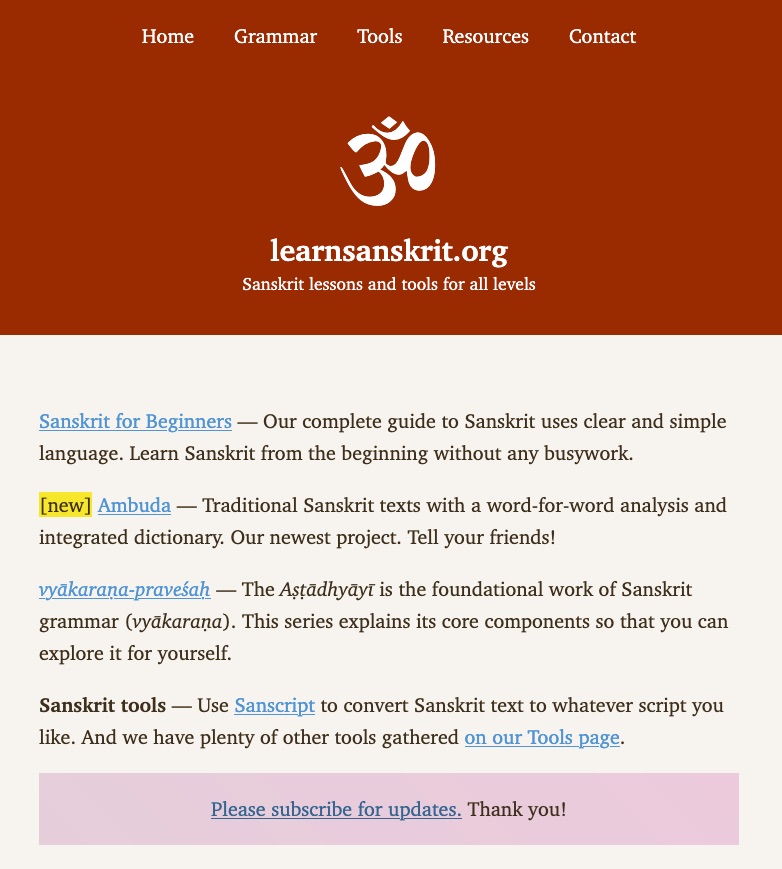 Home Grammar Tools Resources Contact
ॐ
learnsanskrit.org
Sanskrit lessons and tools for all levels
Sanskrit for Beginners — Our complete guide to Sanskrit uses clear and simple
language. Learn Sanskrit from the beginning without any busywork.
[new] Ambuda — Traditional Sanskrit texts with a word-for-word analysis and
integrated dictionary. Our newest project. Tell your friends!
vyākaraṇa-praveśaḥ — The Aṣṭādhyāyī is the foundational work of Sanskrit
grammar (vyākaraṇa). This series explains its core components so that you can
explore it for yourself.
Sanskrit tools — Use Sanscript to convert Sanskrit text to whatever script you
like. And we have plenty of other tools gathered on our Tools page.
Please subscribe for updates. Thank you!